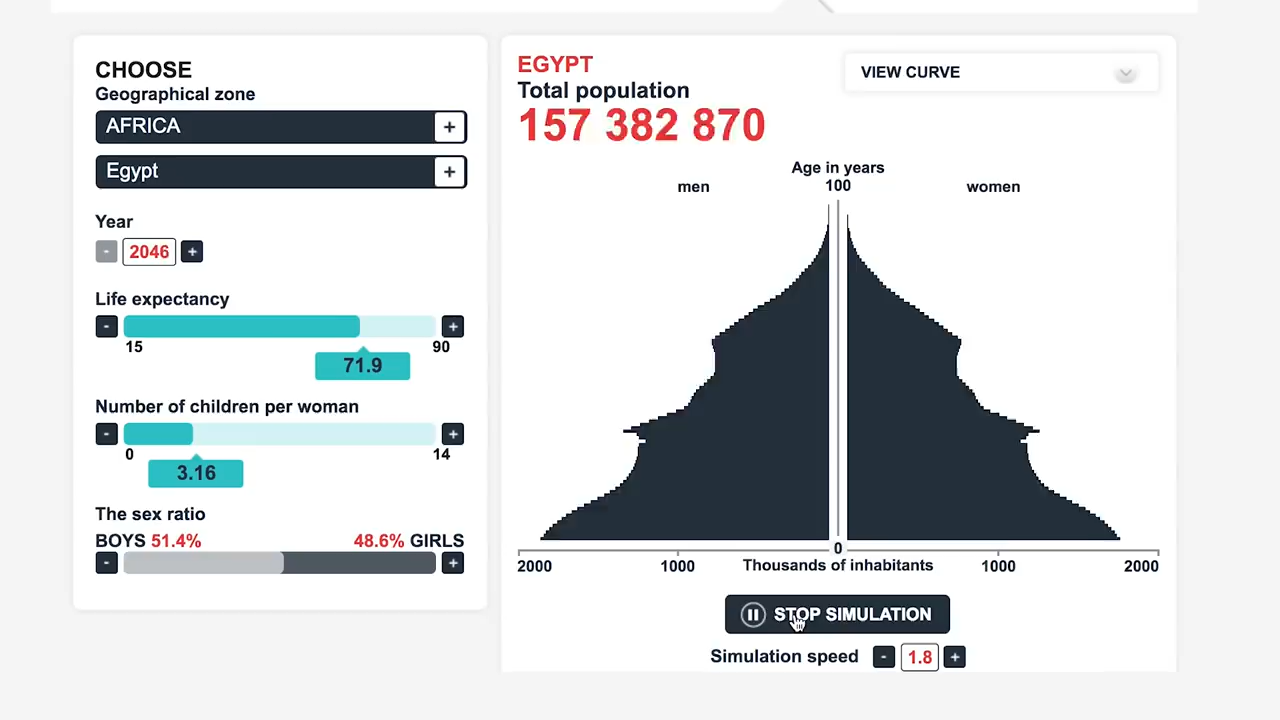 CHOOSE
Geographical zone
AFRICA +
Egypt +
Year
- 2046 +
Life expectancy
- +
15 90
71.9
Number of children per woman
- +
0 14
3.16
The sex ratio
BOYS 51.4% 48.6% GIRLS
- +
EGYPT
Total population
157 382 870
VIEW CURVE
Age in years
men 100 women
0
2000 1000 Thousands of inhabitants 1000 2000
STOP SIMULATION
Simulation speed - 1.8 +